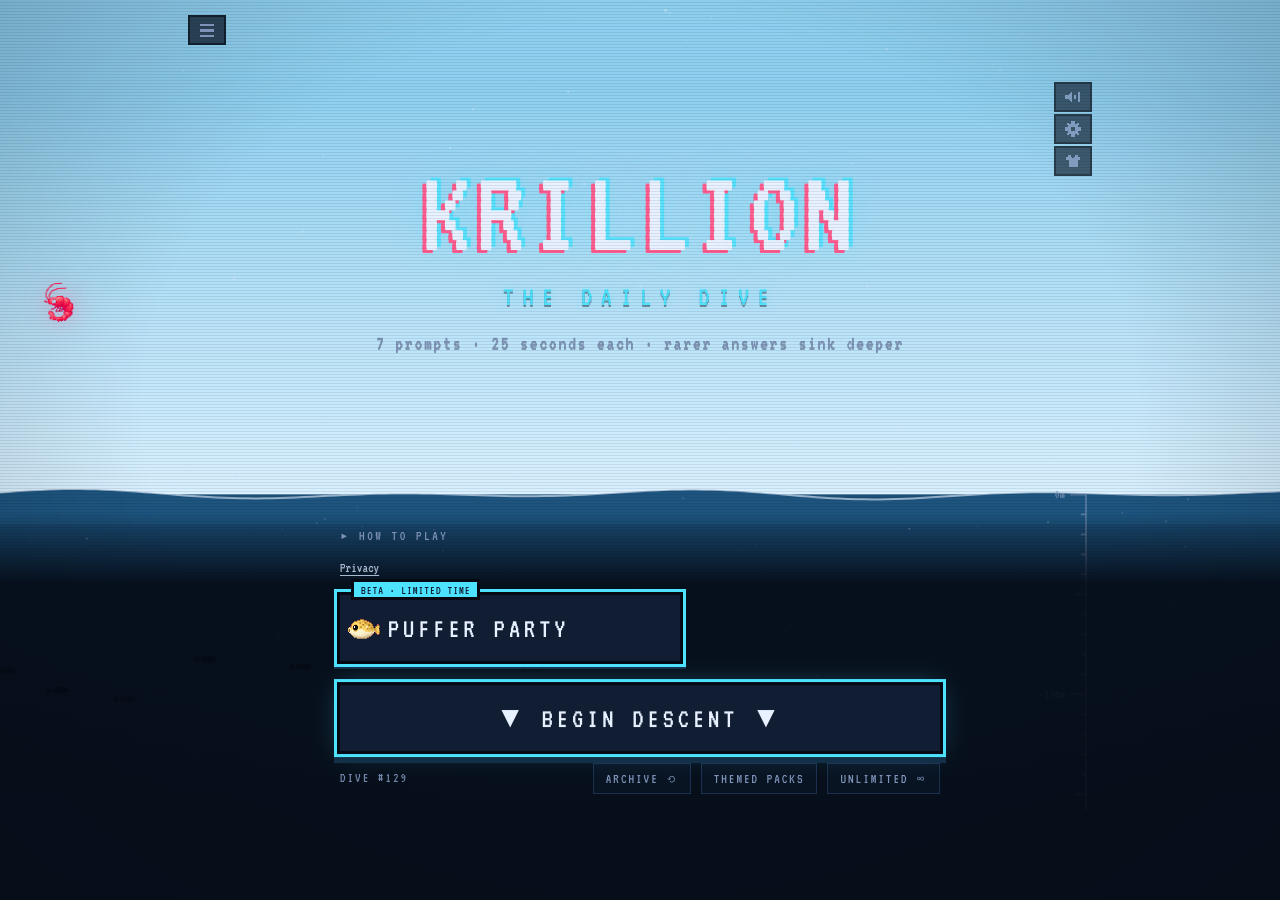 KRILLION
THE DAILY DIVE
7 prompts · 25 seconds each · rarer answers sink deeper
0m
▸ HOW TO PLAY
Privacy
BETA · LIMITED TIME
PUFFER PARTY
▼ BEGIN DESCENT ▼
DIVE #129
ARCHIVE ⟲
THEMED PACKS
UNLIMITED ∞